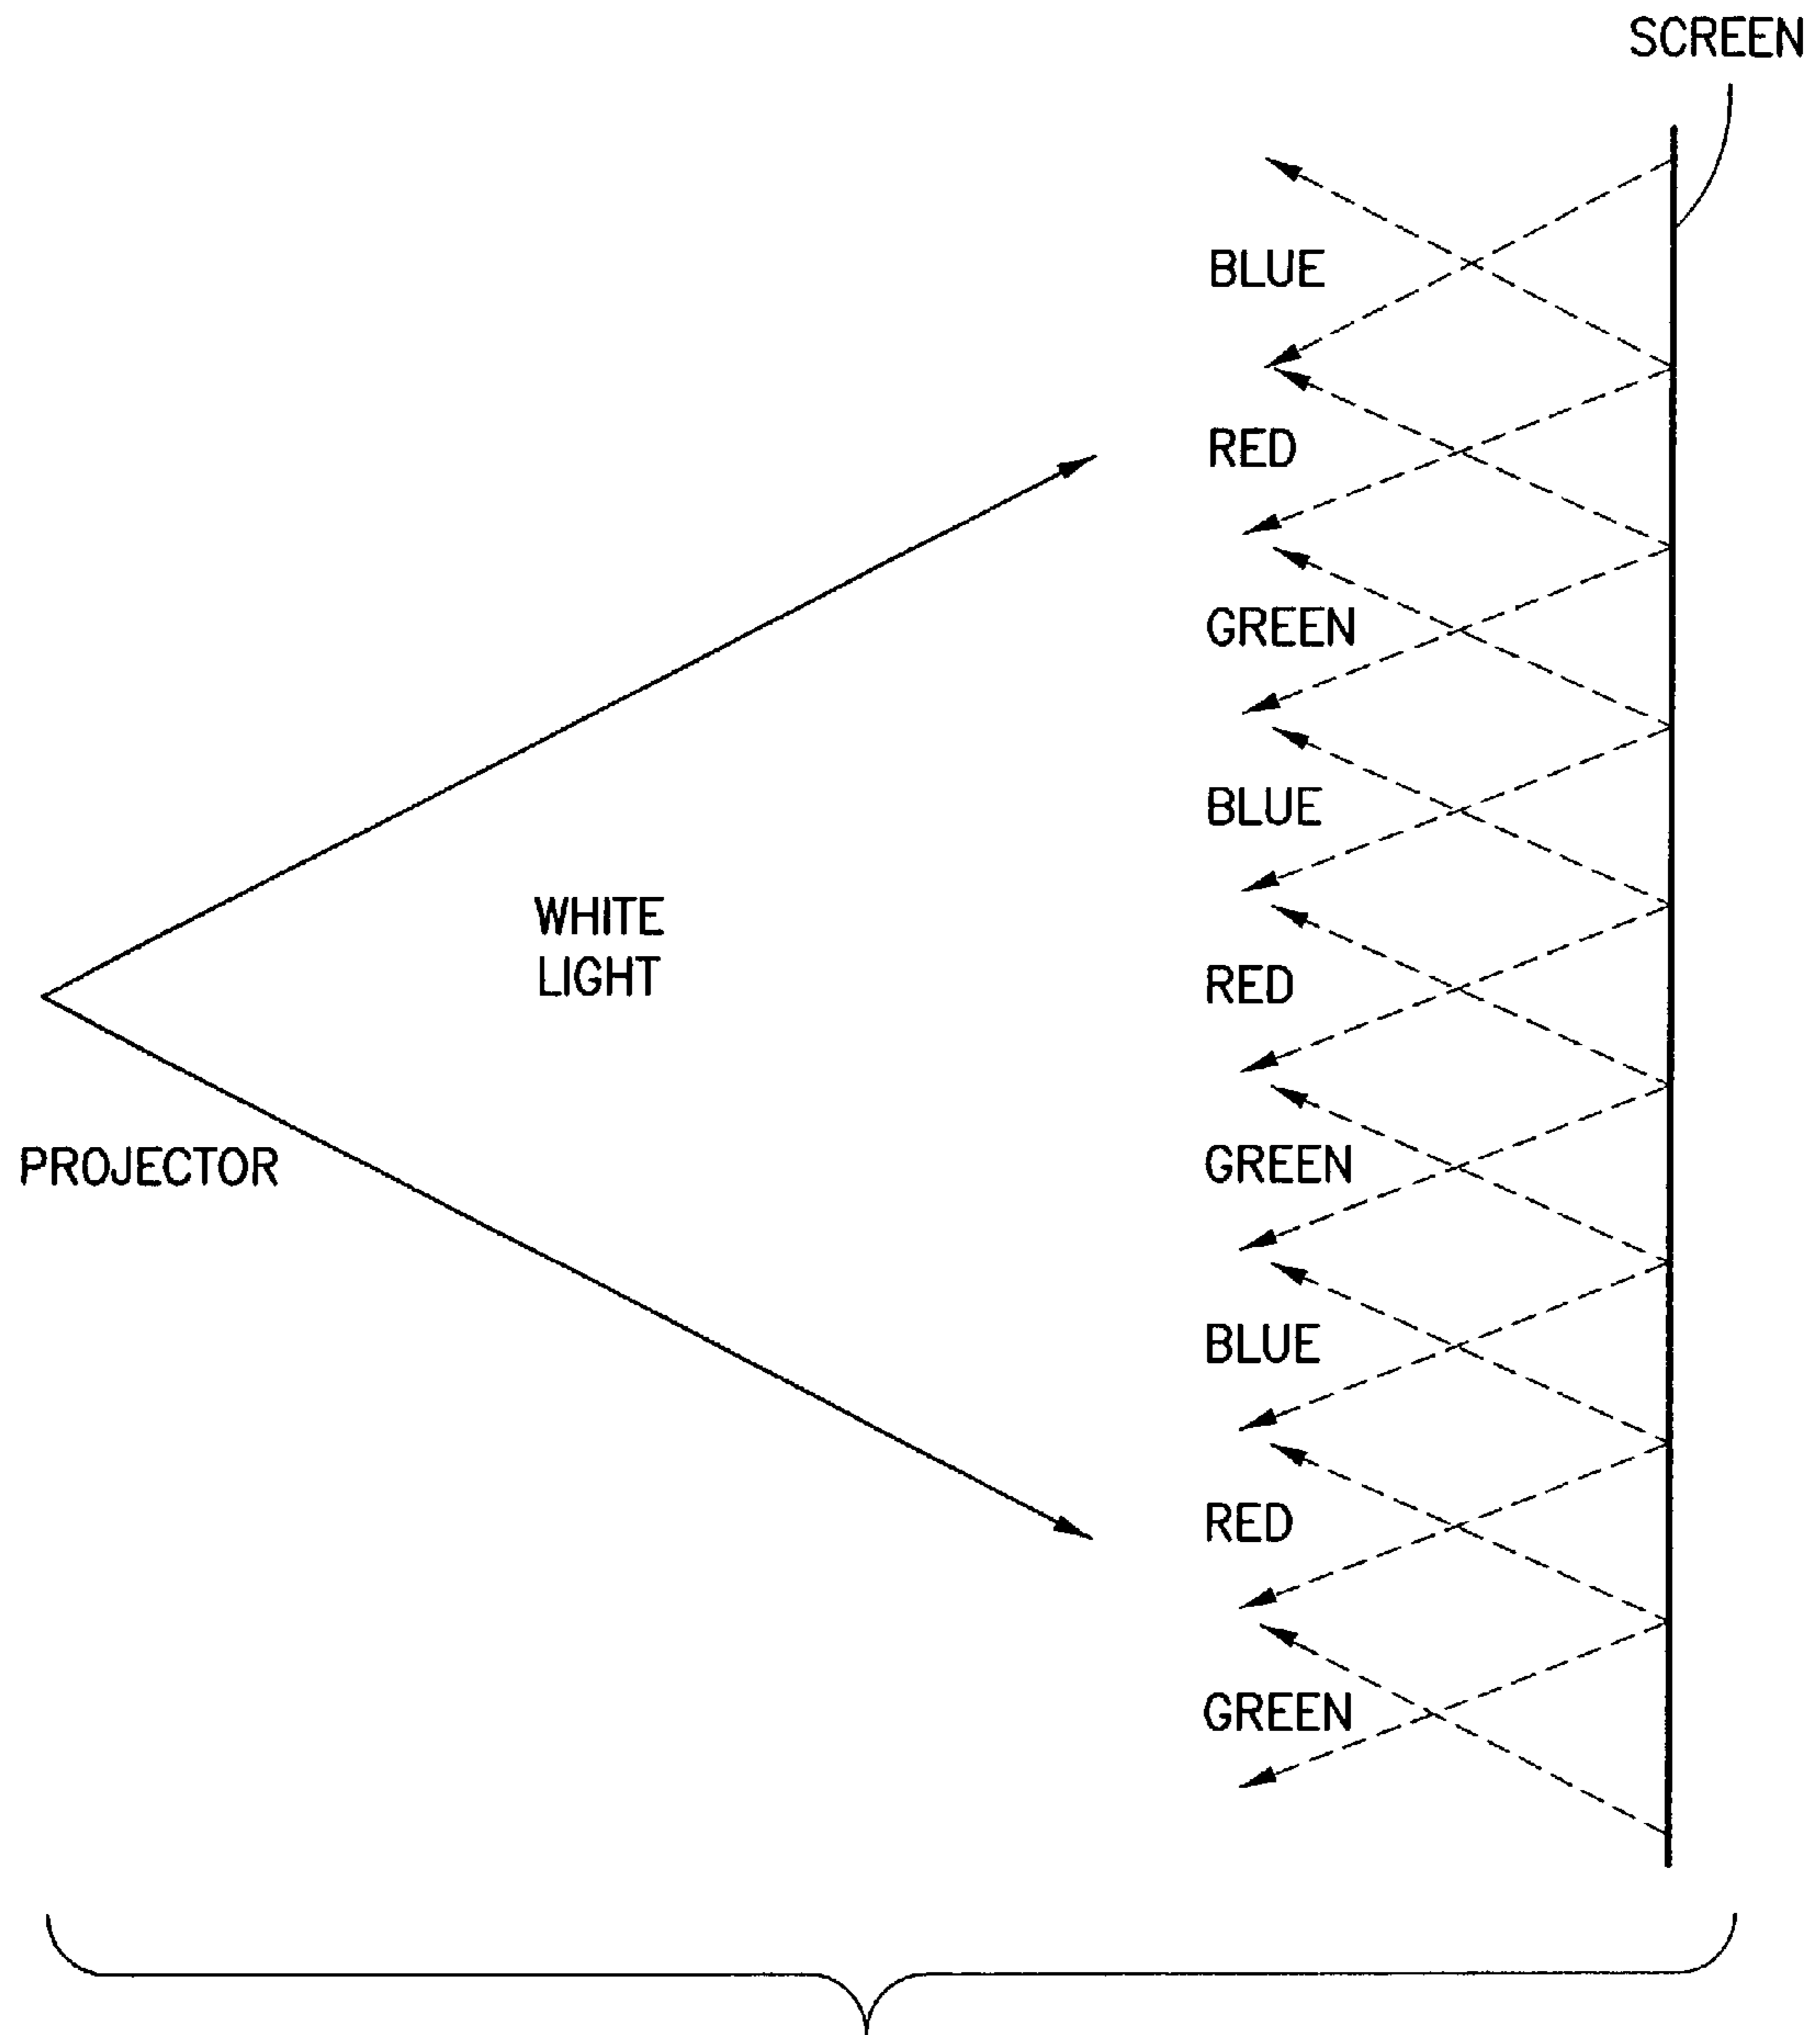 SCREEN
BLUE
RED
GREEN
BLUE
WHITE
LIGHT
RED
PROJECTOR
GREEN
BLUE
RED
GREEN